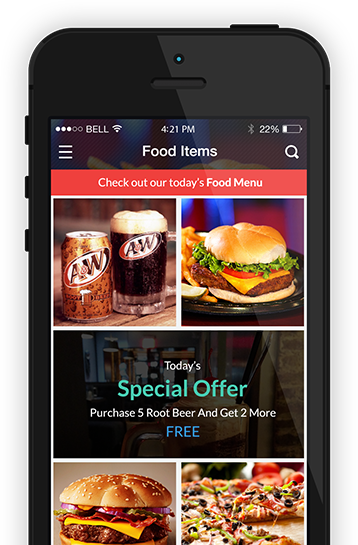 BELL 4:21 PM 22%
Food Items
Check out our today's Food Menu
A&W A&W
Today's
Special Offer
Purchase 5 Root Beer And Get 2 More
FREE